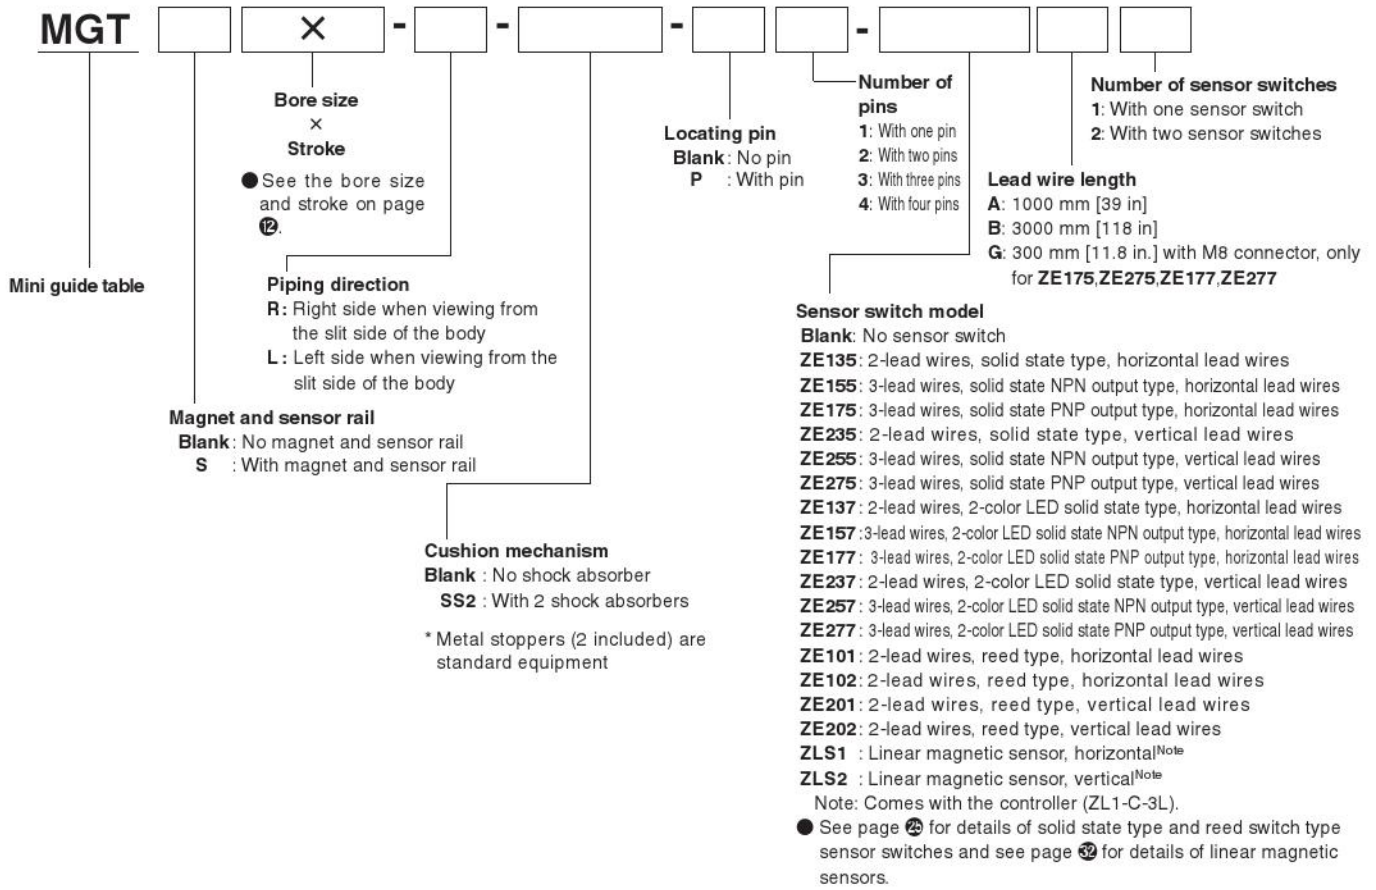 MGT × - - - -
Bore size
×
Stroke
●See the bore size
and stroke on page
⓬.
Mini guide table
Piping direction
R: Right side when viewing from
the slit side of the body
L: Left side when viewing from the
slit side of the body
Magnet and sensor rail
Blank: No magnet and sensor rail
S : With magnet and sensor rail
Cushion mechanism
Blank : No shock absorber
SS2 : With 2 shock absorbers
* Metal stoppers (2 included) are
standard equipment
Locating pin
Blank: No pin
P : With pin
Number of
pins
1: With one pin
2: With two pins
3: With three pins
4: With four pins
Number of sensor switches
1: With one sensor switch
2: With two sensor switches
Lead wire length
A: 1000 mm [39 in]
B: 3000 mm [118 in]
G: 300 mm [11.8 in.] with M8 connector, only
for ZE175,ZE275,ZE177,ZE277
Sensor switch model
Blank: No sensor switch
ZE135: 2-lead wires, solid state type, horizontal lead wires
ZE155: 3-lead wires, solid state NPN output type, horizontal lead wires
ZE175: 3-lead wires, solid state PNP output type, horizontal lead wires
ZE235: 2-lead wires, solid state type, vertical lead wires
ZE255: 3-lead wires, solid state NPN output type, vertical lead wires
ZE275: 3-lead wires, solid state PNP output type, vertical lead wires
ZE137: 2-lead wires, 2-color LED solid state type, horizontal lead wires
ZE157:3-lead wires, 2-color LED solid state NPN output type, horizontal lead wires
ZE177: 3-lead wires, 2-color LED solid state PNP output type, horizontal lead wires
ZE237: 2-lead wires, 2-color LED solid state type, vertical lead wires
ZE257: 3-lead wires, 2-color LED solid state NPN output type, vertical lead wires
ZE277: 3-lead wires, 2-color LED solid state PNP output type, vertical lead wires
ZE101: 2-lead wires, reed type, horizontal lead wires
ZE102: 2-lead wires, reed type, horizontal lead wires
ZE201: 2-lead wires, reed type, vertical lead wires
ZE202: 2-lead wires, reed type, vertical lead wires
ZLS1 : Linear magnetic sensor, horizontalNote
ZLS2 : Linear magnetic sensor, verticalNote
Note: Comes with the controller (ZL1-C-3L).
● See page ㉕ for details of solid state type and reed switch type
sensor switches and see page ㉜ for details of linear magnetic
sensors.